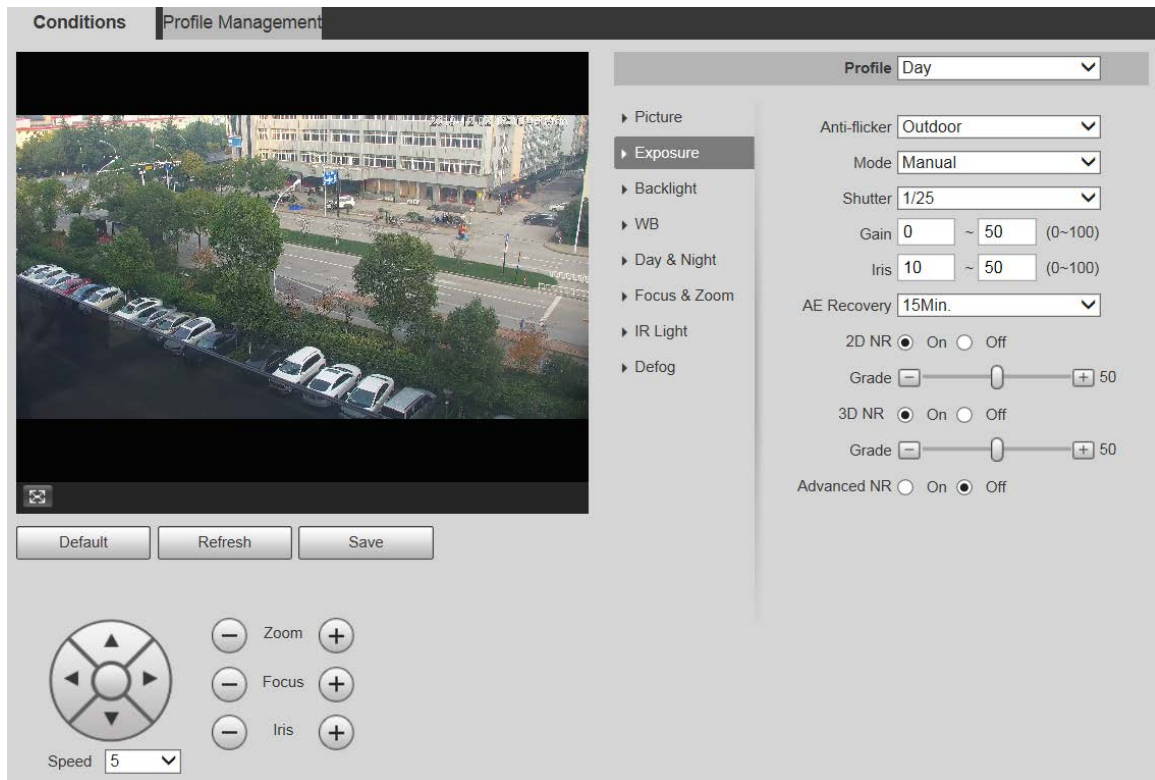 Conditions
Profile Management
Profile Day
Picture
Exposure
Backlight
WB
Day & Night
Focus & Zoom
IR Light
Defog
Anti-flicker Outdoor
Mode Manual
Shutter 1/25
Gain 0 ~ 50 (0~100)
Iris 10 ~ 50 (0~100)
AE Recovery 15Min.
2D NR On Off
Grade 50
3D NR On Off
Grade 50
Advanced NR On Off
Default Refresh Save
Zoom
Focus
Iris
Speed 5